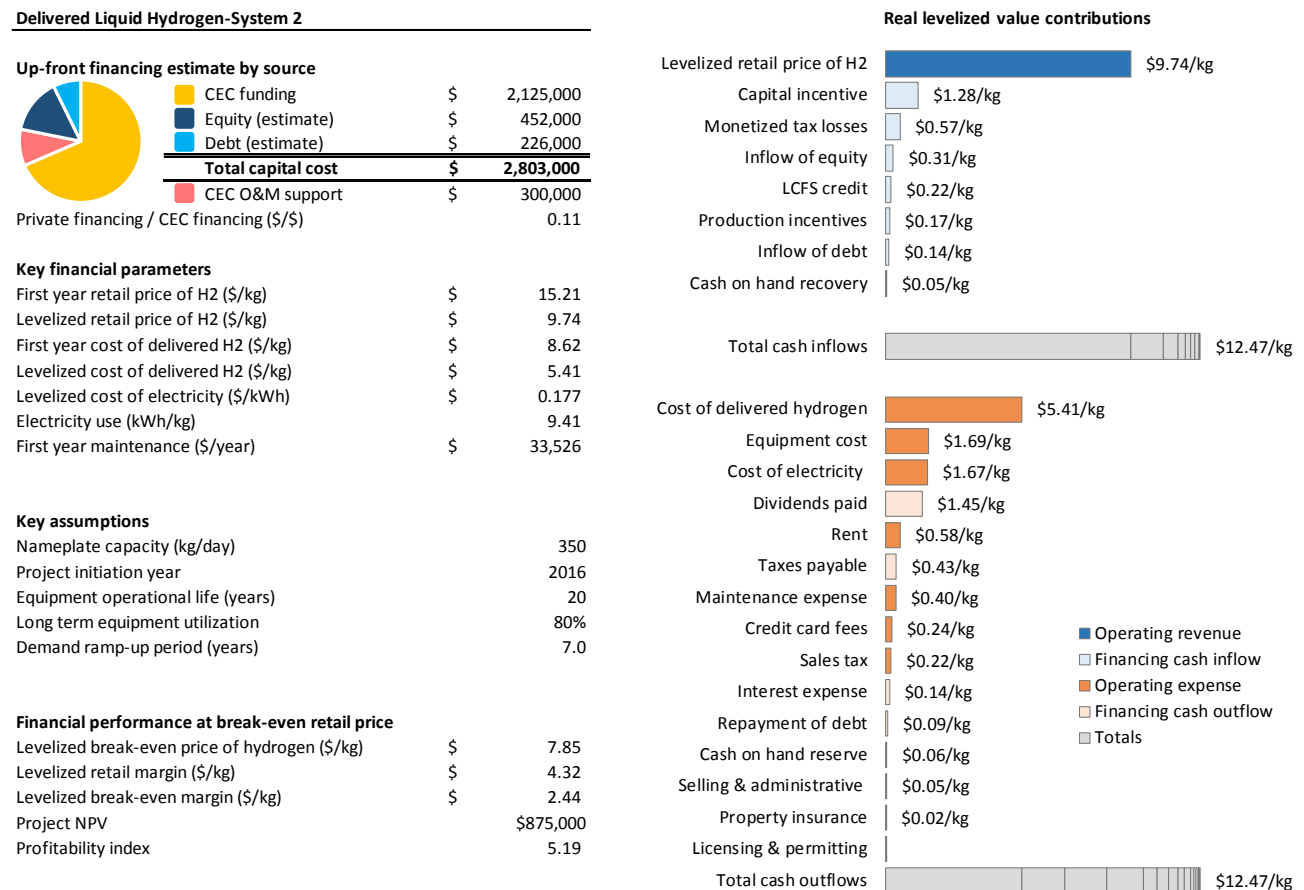 Delivered Liquid Hydrogen-System 2
Up-front financing estimate by source
CEC funding $ 2,125,000
Equity (estimate) $ 452,000
Debt (estimate) $ 226,000
Total capital cost $ 2,803,000
CEC O&M support $ 300,000
Private financing / CEC financing ($/$) 0.11
Key financial parameters
First year retail price of H2 ($/kg) $ 15.21
Levelized retail price of H2 ($/kg) $ 9.74
First year cost of delivered H2 ($/kg) $ 8.62
Levelized cost of delivered H2 ($/kg) $ 5.41
Levelized cost of electricity ($/kWh) $ 0.177
Electricity use (kWh/kg) 9.41
First year maintenance ($/year) $ 33,526
Key assumptions
Nameplate capacity (kg/day) 350
Project initiation year 2016
Equipment operational life (years) 20
Long term equipment utilization 80%
Demand ramp-up period (years) 7.0
Financial performance at break-even retail price
Levelized break-even price of hydrogen ($/kg) $ 7.85
Levelized retail margin ($/kg) $ 4.32
Levelized break-even margin ($/kg) $ 2.44
Project NPV $875,000
Profitability index 5.19
Real levelized value contributions
Levelized retail price of H2 $9.74/kg
Capital incentive $1.28/kg
Monetized tax losses $0.57/kg
Inflow of equity $0.31/kg
LCFS credit $0.22/kg
Production incentives $0.17/kg
Inflow of debt $0.14/kg
Cash on hand recovery $0.05/kg
Total cash inflows $12.47/kg
Cost of delivered hydrogen $5.41/kg
Equipment cost $1.69/kg
Cost of electricity $1.67/kg
Dividends paid $1.45/kg
Rent $0.58/kg
Taxes payable $0.43/kg
Maintenance expense $0.40/kg
Credit card fees $0.24/kg
Sales tax $0.22/kg
Interest expense $0.14/kg
Repayment of debt $0.09/kg
Cash on hand reserve $0.06/kg
Selling & administrative $0.05/kg
Property insurance $0.02/kg
Licensing & permitting
Total cash outflows $12.47/kg
Operating revenue
Financing cash inflow
Operating expense
Financing cash outflow
Totals